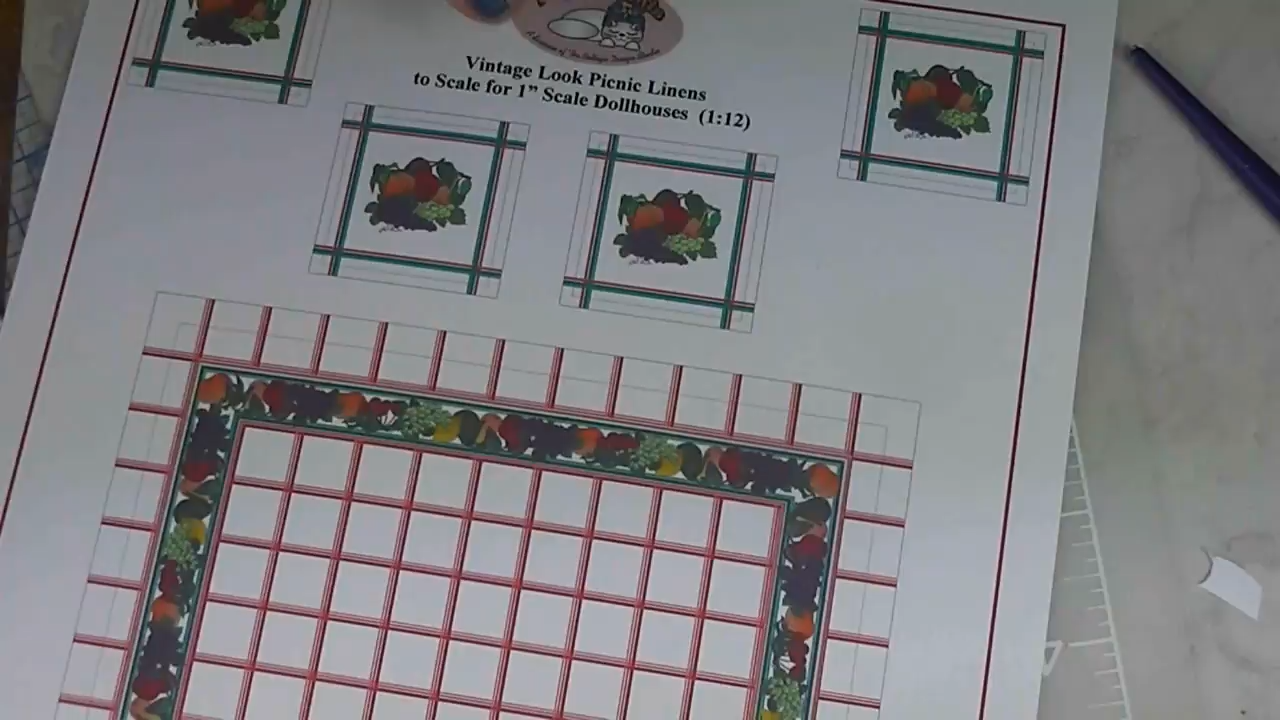 Vintage Look Picnic Linens
to Scale for 1” Scale Dollhouses (1:12)